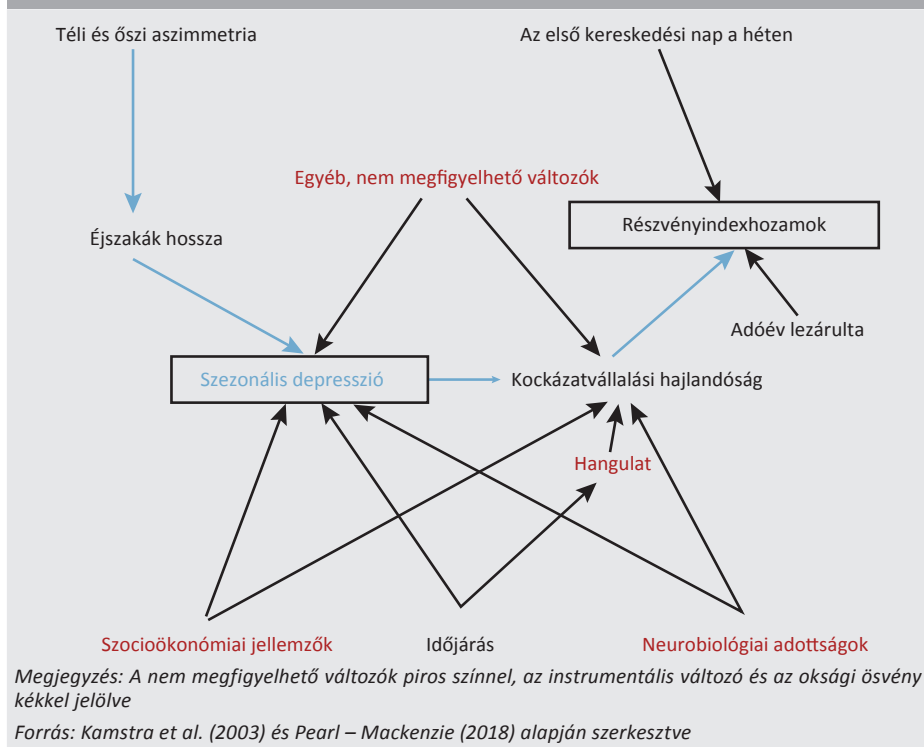 Téli és őszi aszimmetria
Az első kereskedési nap a héten
Egyéb, nem megfigyelhető változók
Éjszakák hossza
Részvényindexhozamok
Adóév lezárulta
Szezonális depresszió
Kockázatvállalási hajlandóság
Hangulat
Szocioökonómiai jellemzők
Időjárás
Neurobiológiai adottságok
Megjegyzés: A nem megfigyelhető változók piros színnel, az instrumentális változó és az oksági ösvény
kékkel jelölve
Forrás: Kamstra et al. (2003) és Pearl – Mackenzie (2018) alapján szerkesztve